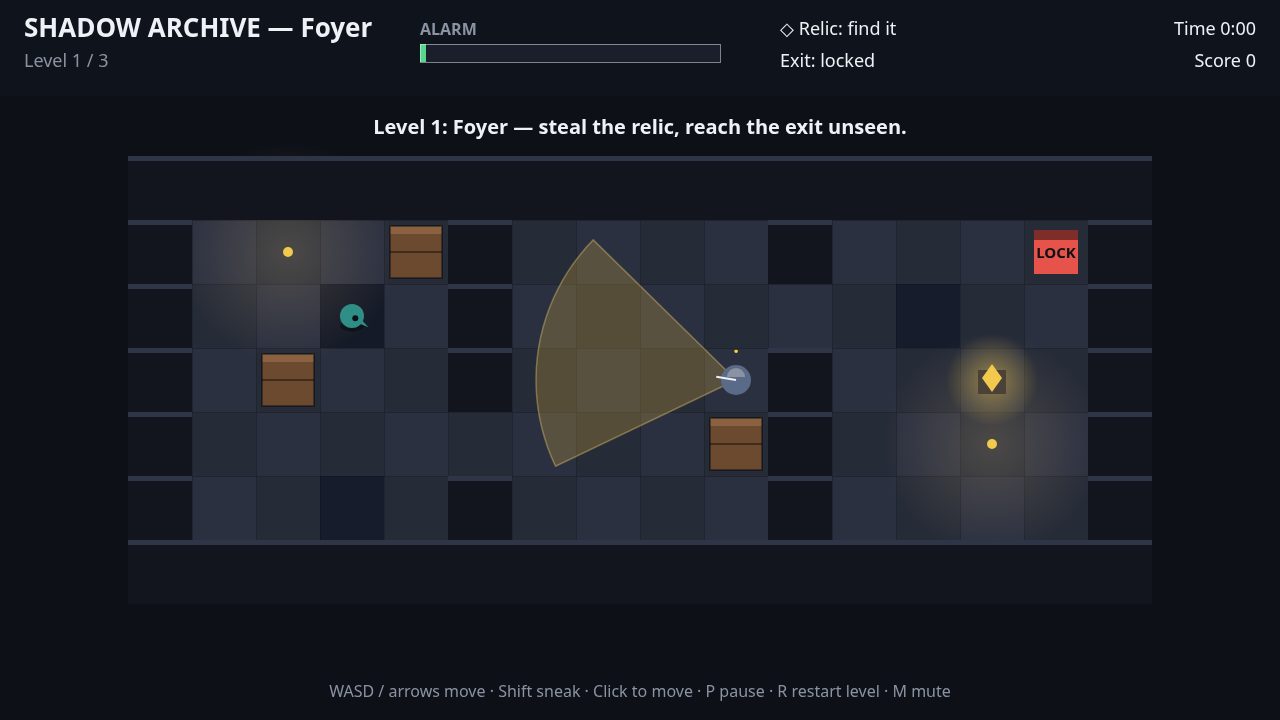 SHADOW ARCHIVE — Foyer
Level 1 / 3
ALARM
◇ Relic: find it
Exit: locked
Time 0:00
Score 0
Level 1: Foyer — steal the relic, reach the exit unseen.
LOCK
WASD / arrows move · Shift sneak · Click to move · P pause · R restart level · M mute